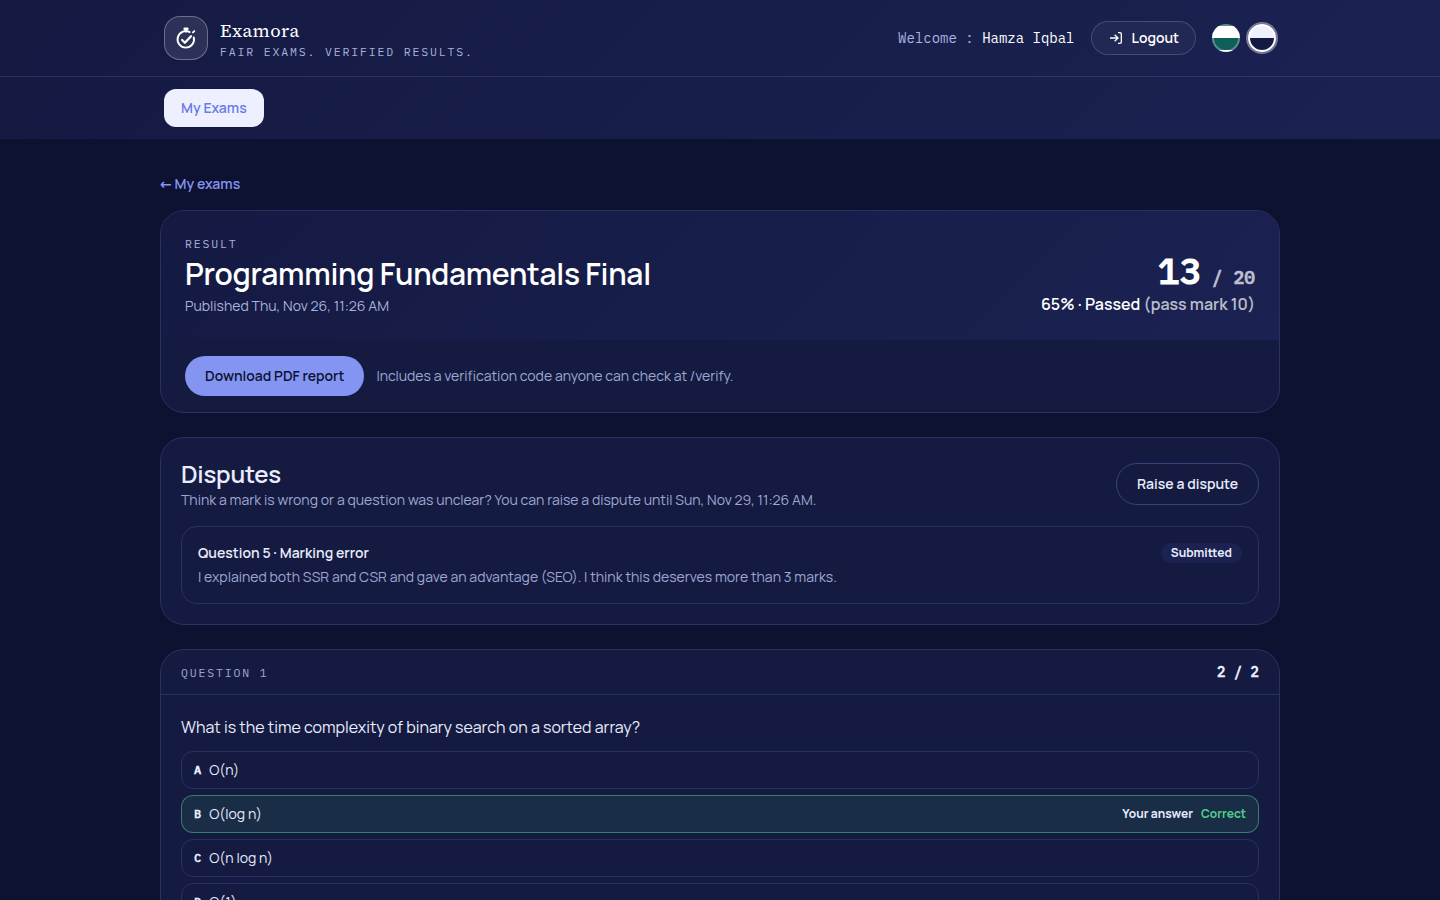 Examora
FAIR EXAMS. VERIFIED RESULTS.
Welcome : Hamza Iqbal
Logout
My Exams
← My exams
RESULT
Programming Fundamentals Final
Published Thu, Nov 26, 11:26 AM
13 / 20
65% · Passed (pass mark 10)
Download PDF report
Includes a verification code anyone can check at /verify.
Disputes
Think a mark is wrong or a question was unclear? You can raise a dispute until Sun, Nov 29, 11:26 AM.
Raise a dispute
Question 5 · Marking error
Submitted
I explained both SSR and CSR and gave an advantage (SEO). I think this deserves more than 3 marks.
QUESTION 1
2 / 2
What is the time complexity of binary search on a sorted array?
A O(n)
B O(log n)
Your answer Correct
C O(n log n)
D O(1)